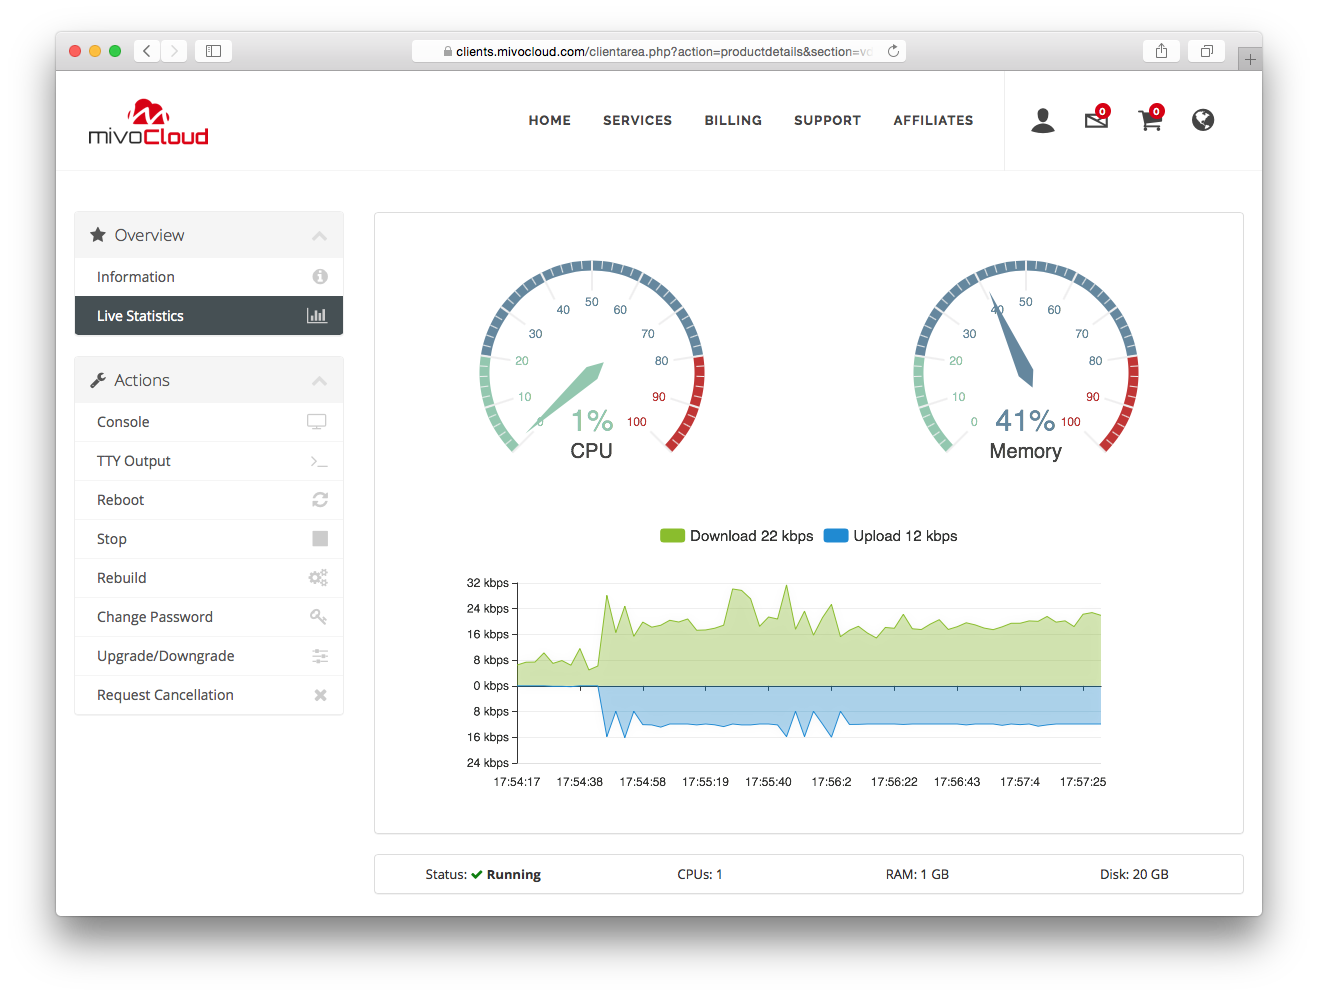 clients.mivocloud.com/clientarea.php?action=productdetails&section=
mivoCloud
HOME SERVICES BILLING SUPPORT AFFILIATES
0 0
Overview
Information
Live Statistics
Actions
Console
TTY Output
Reboot
Stop
Rebuild
Change Password
Upgrade/Downgrade
Request Cancellation
0 10 20 30 40 50 60 70 80 90 100
1%
CPU
0 10 20 30 40 50 60 70 80 90 100
41%
Memory
Download 22 kbps Upload 12 kbps
32 kbps
24 kbps
16 kbps
8 kbps
0 kbps
8 kbps
16 kbps
24 kbps
17:54:17 17:54:38 17:54:58 17:55:19 17:55:40 17:56:2 17:56:22 17:56:43 17:57:4 17:57:25
Status: Running CPUs: 1 RAM: 1 GB Disk: 20 GB